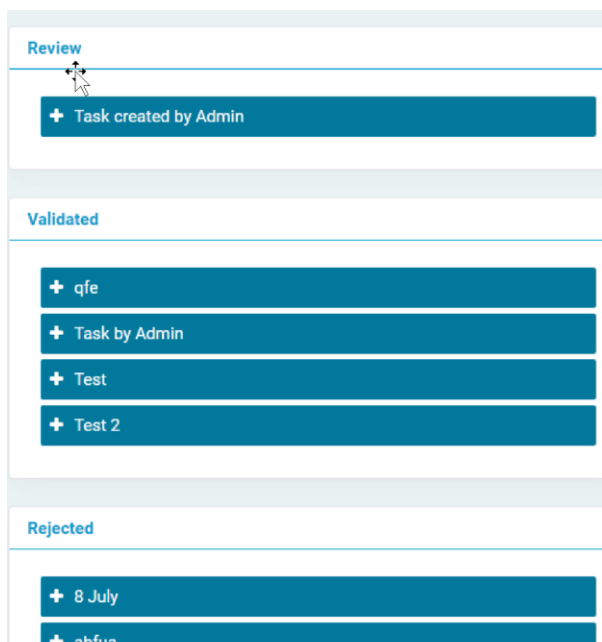 Review
Task created by Admin
Validated
qfe
Task by Admin
Test
Test 2
Rejected
8 July